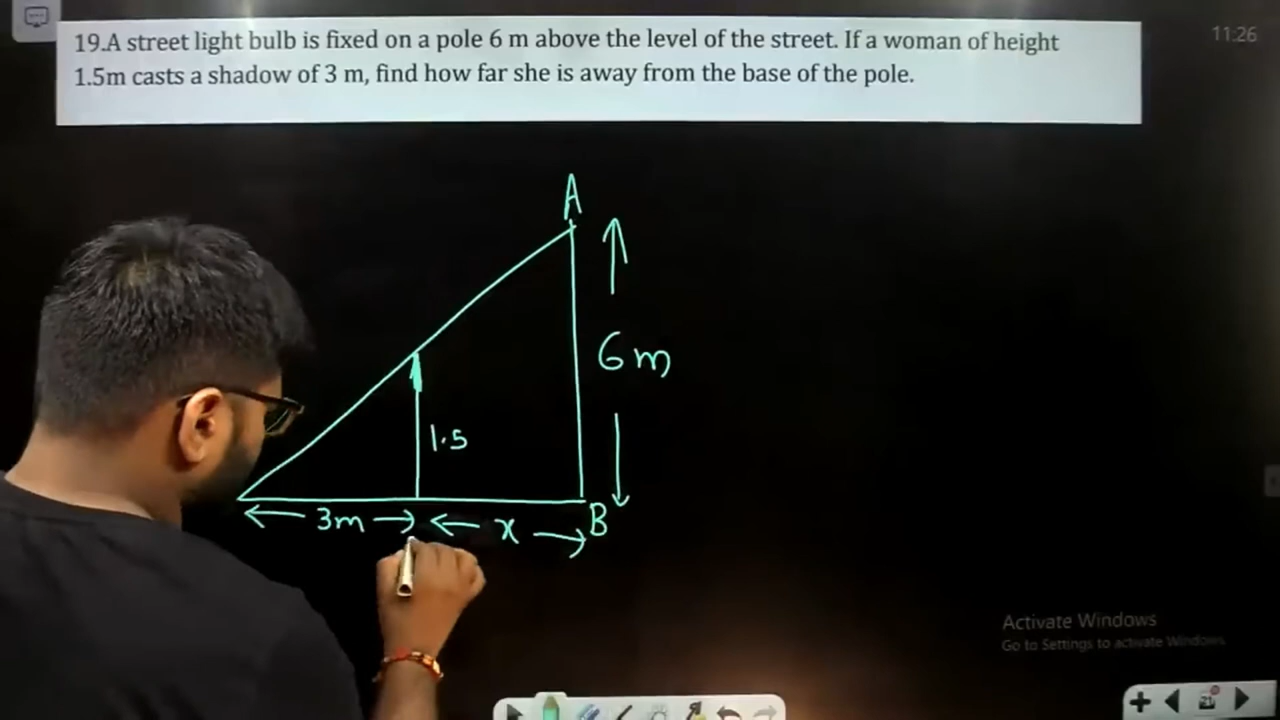 11:26
19.A street light bulb is fixed on a pole 6 m above the level of the street. If a woman of height
1.5m casts a shadow of 3 m, find how far she is away from the base of the pole.
A
6m
1.5
3m
x
B
Activate Windows
Go to Settings to activate Windows.
21